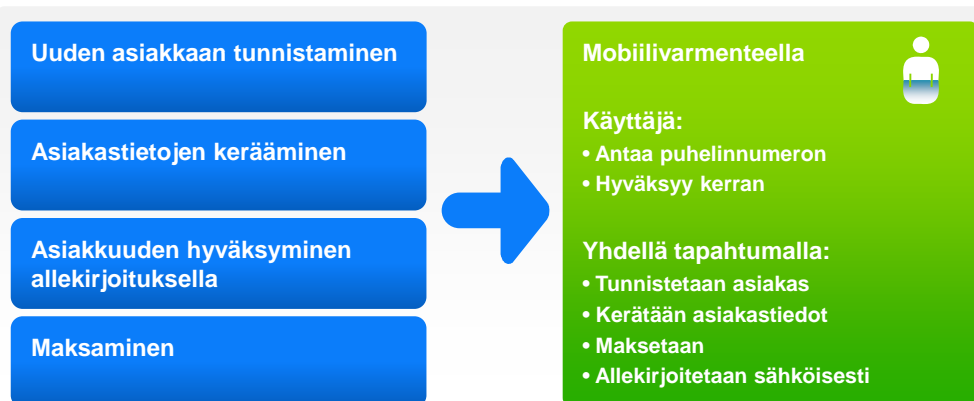 Uuden asiakkaan tunnistaminen
Asiakastietojen kerääminen
Asiakkuuden hyväksyminen
allekirjoituksella
Maksaminen
Mobiilivarmenteella
Käyttäjä:
• Antaa puhelinnumeron
• Hyväksyy kerran
Yhdellä tapahtumalla:
• Tunnistetaan asiakas
• Kerätään asiakastiedot
• Maksetaan
• Allekirjoitetaan sähköisesti